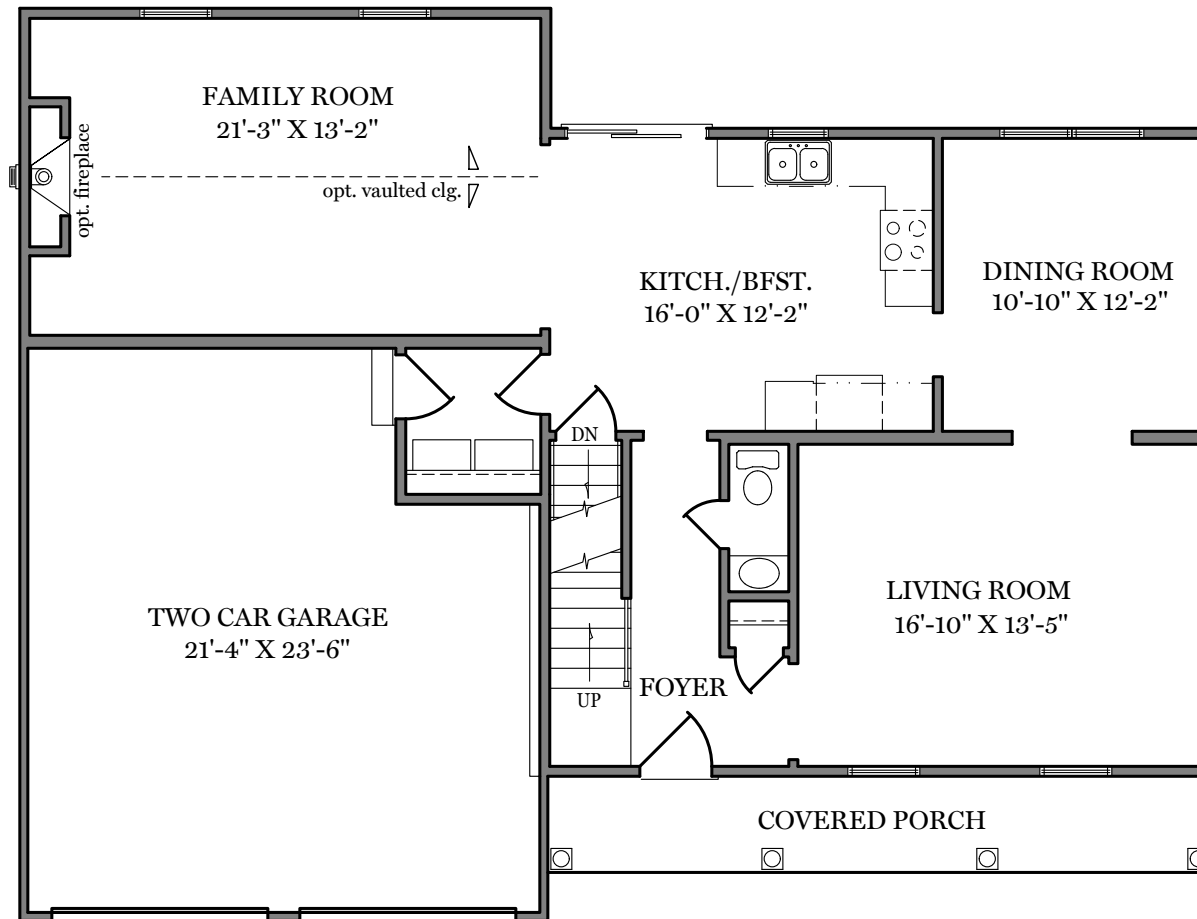 FAMILY ROOM
21'-3" X 13'-2"
opt. fireplace
opt. vaulted clg.
KITCH./BFST.
16'-0" X 12'-2"
DINING ROOM
10'-10" X 12'-2"
DN
TWO CAR GARAGE
21'-4" X 23'-6"
LIVING ROOM
16'-10" X 13'-5"
FOYER
UP
COVERED PORCH